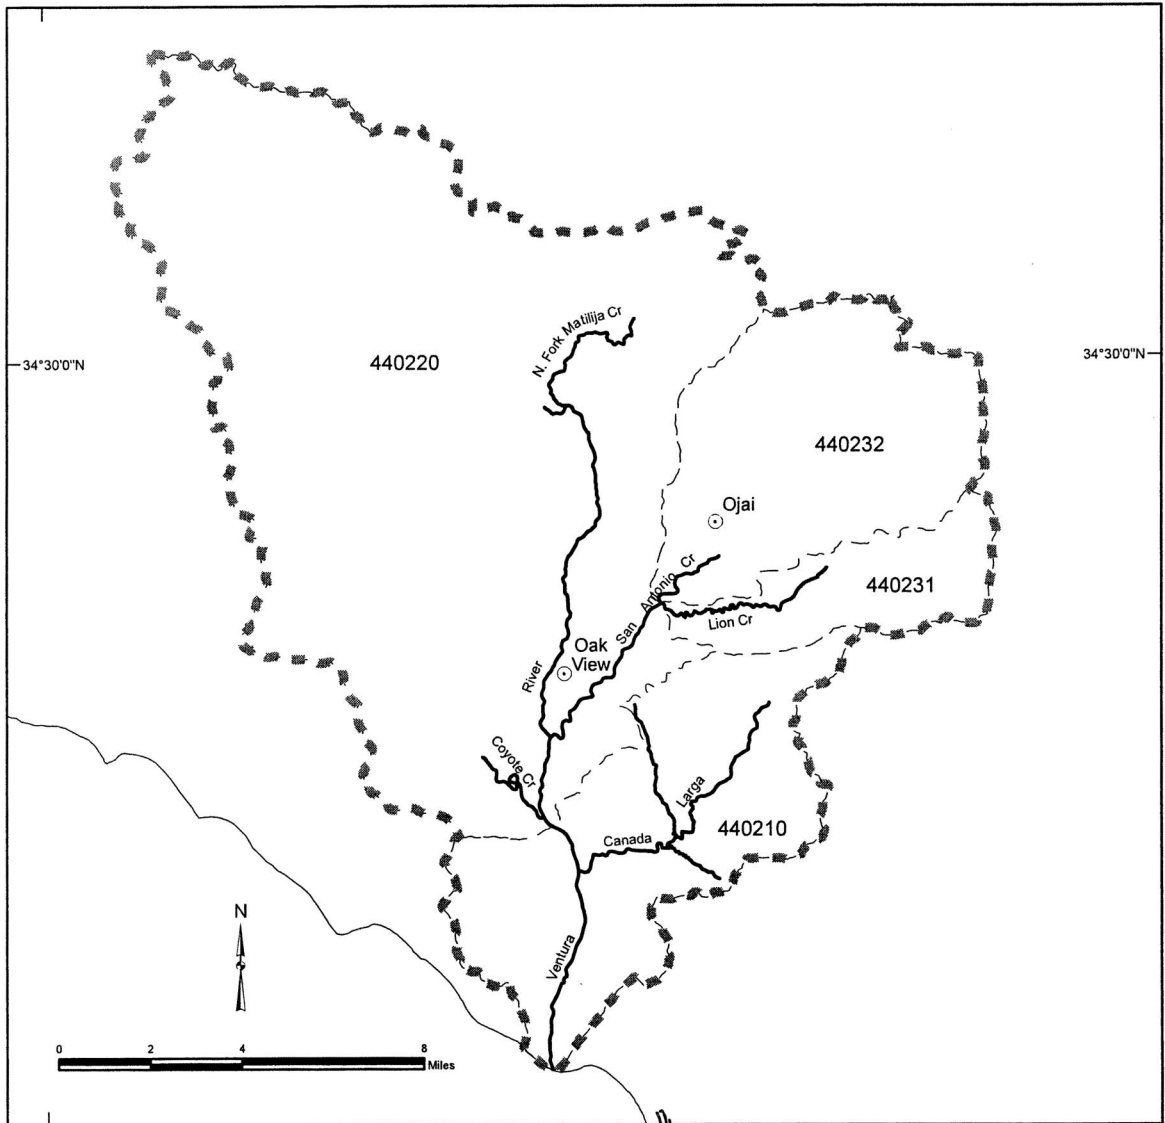 N. Fork Matilija Cr
34°30'0"N
34°30'0"N
440220
440232
Ojai
San Antonio Cr
440231
Lion Cr
Oak
View
River
Coyote Cr
Larga
440210
Canada
N
Ventura
0 2 4 8
Miles